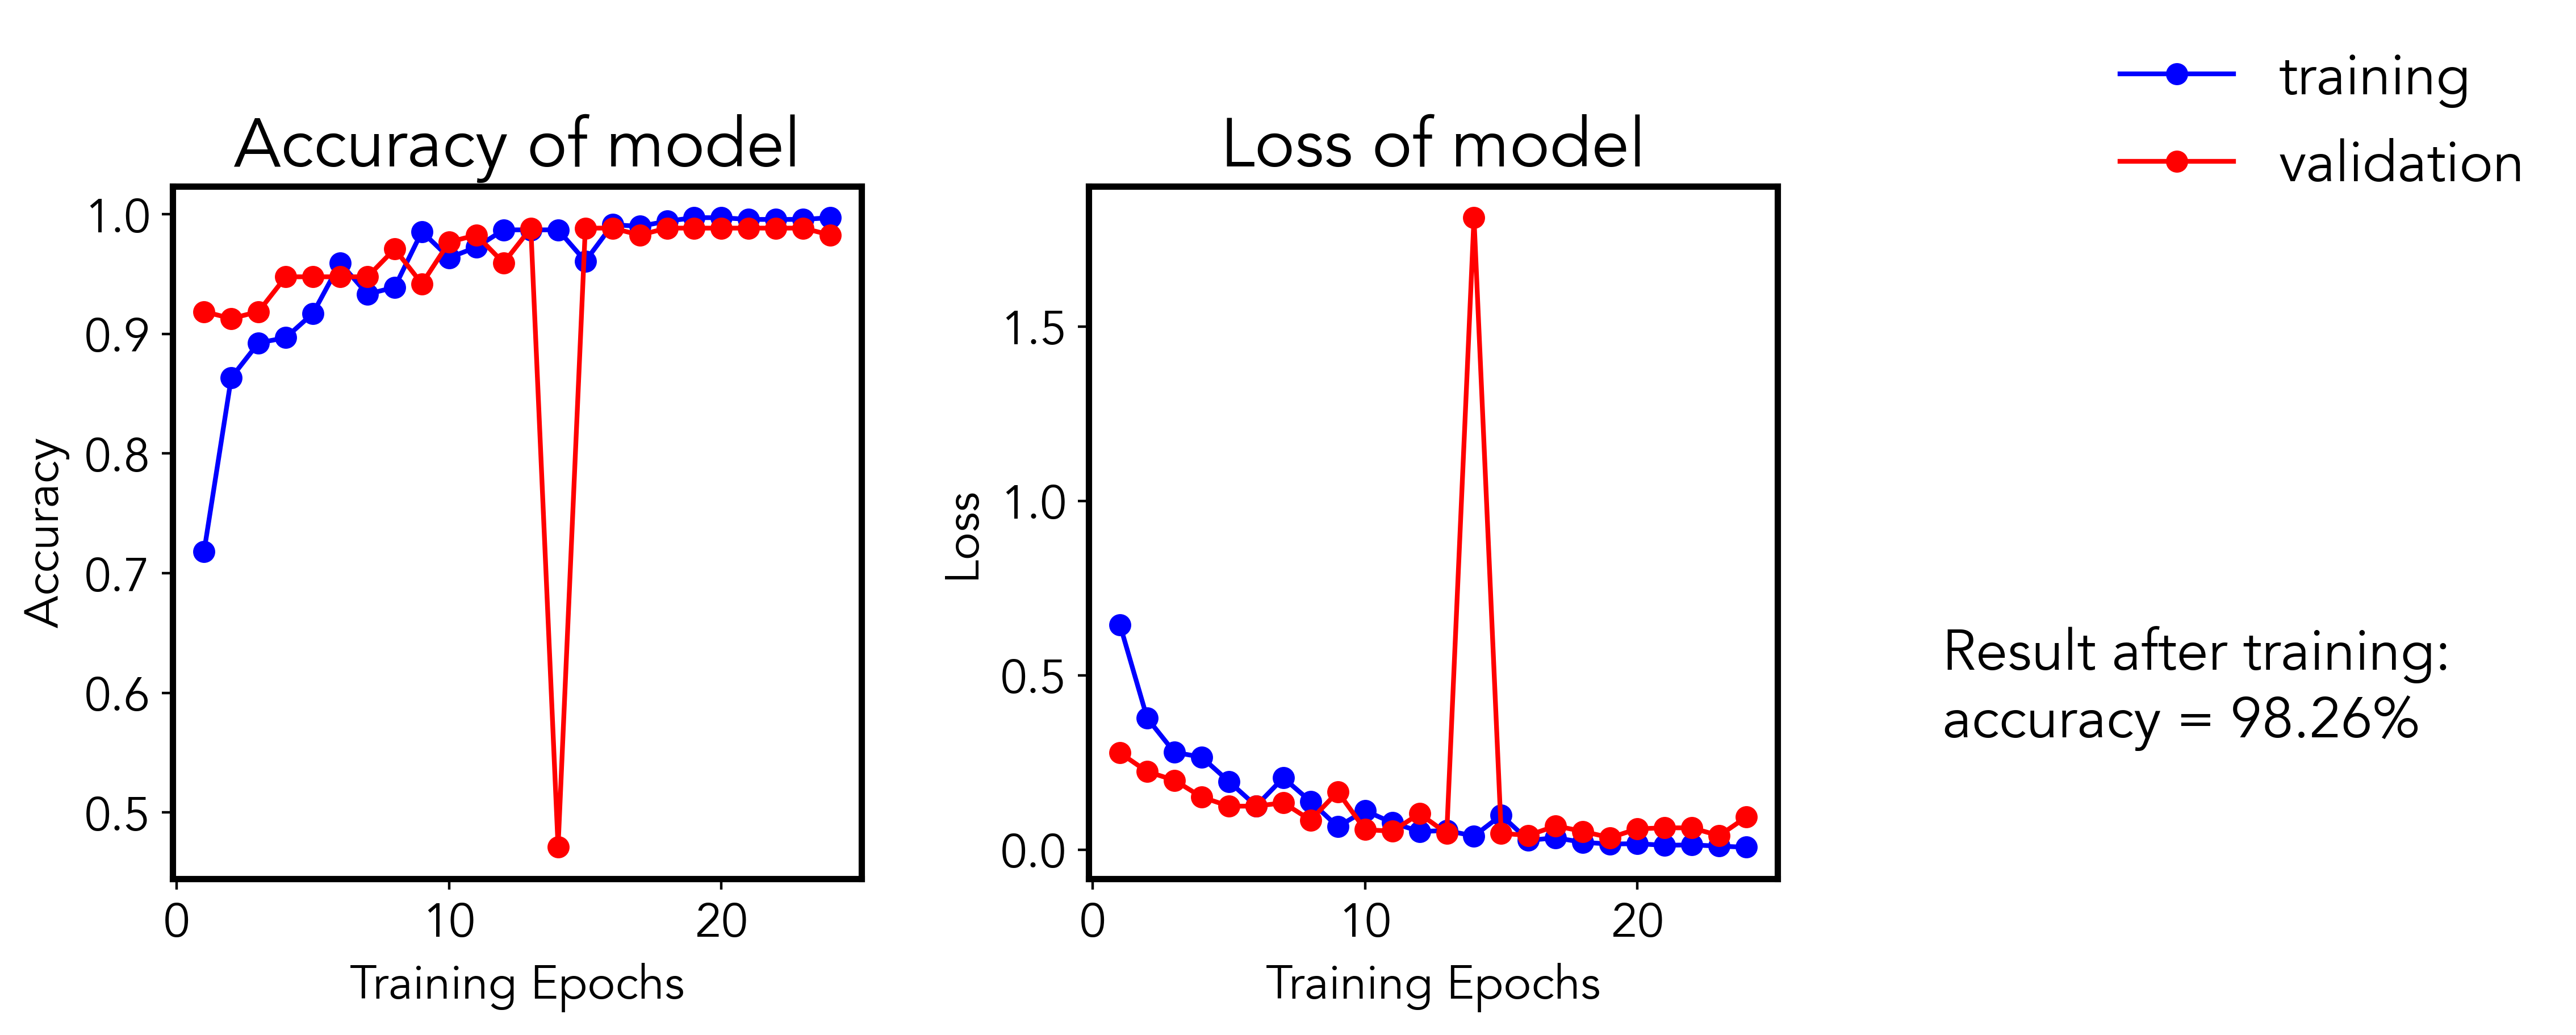 training
validation
Accuracy of model
Accuracy
1.0
0.9
0.8
0.7
0.6
0.5
0 10 20
Training Epochs
Loss of model
Loss
1.5
1.0
0.5
0.0
0 10 20
Training Epochs
Result after training:
accuracy = 98.26%